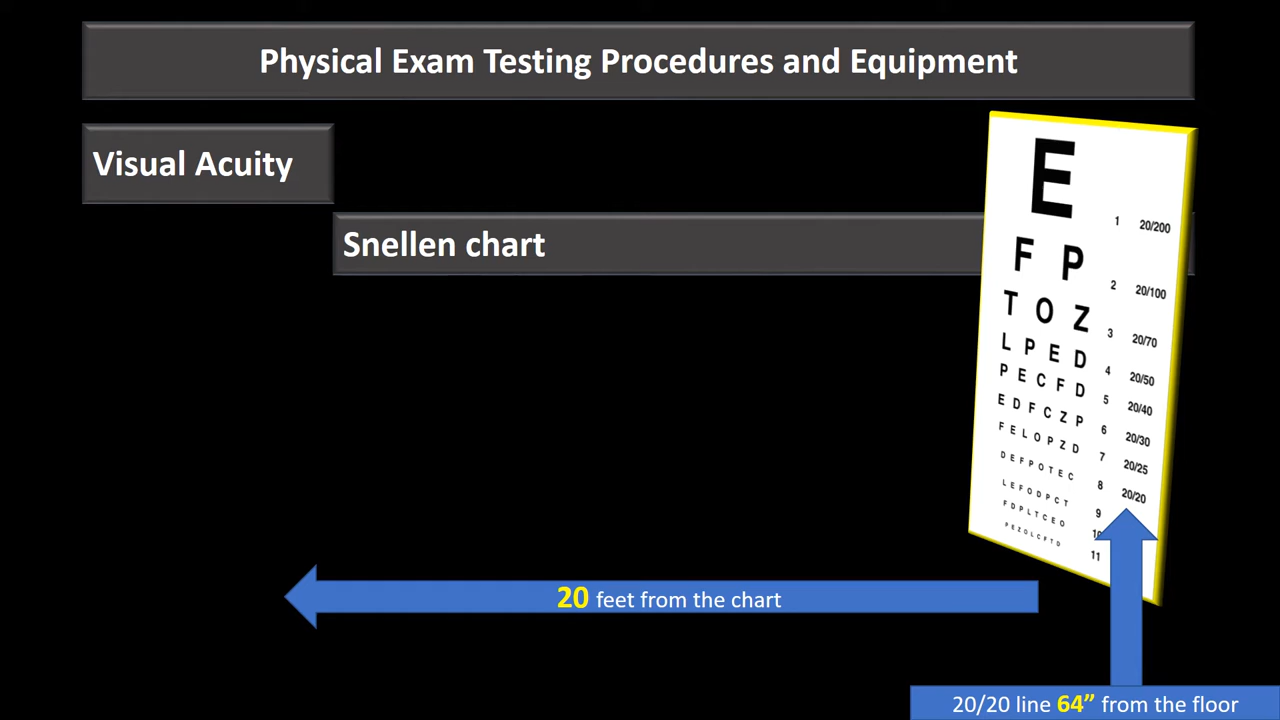 Physical Exam Testing Procedures and Equipment
Visual Acuity
Snellen chart
E 1 20/200
F P 2 20/100
T O Z 3 20/70
L P E D 4 20/50
P E C F D 5 20/40
E D F C Z P 6 20/30
F E L O P Z D 7 20/25
D E F P O T E C 8 20/20
L E F O D P C T 9
F D P L T C E O 10
P E Z O L C F T D 11
20 feet from the chart
20/20 line 64” from the floor